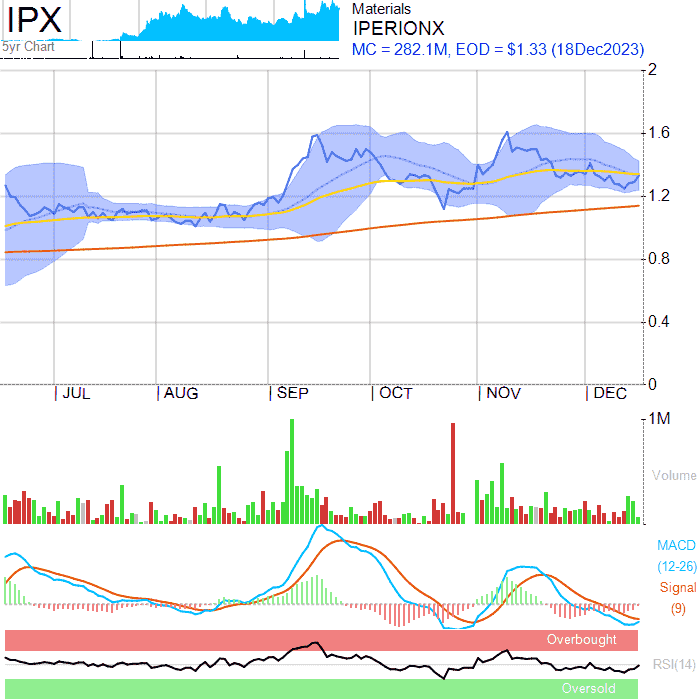 IPX
5yr Chart
Materials
IPERIONX
MC = 282.1M, EOD = $1.33 (18Dec2023)
2
1.6
1.2
0.8
0.4
0
JUL AUG SEP OCT NOV DEC
1M
Volume
MACD
(12-26)
Signal
(9)
Overbought
RSI(14)
Oversold